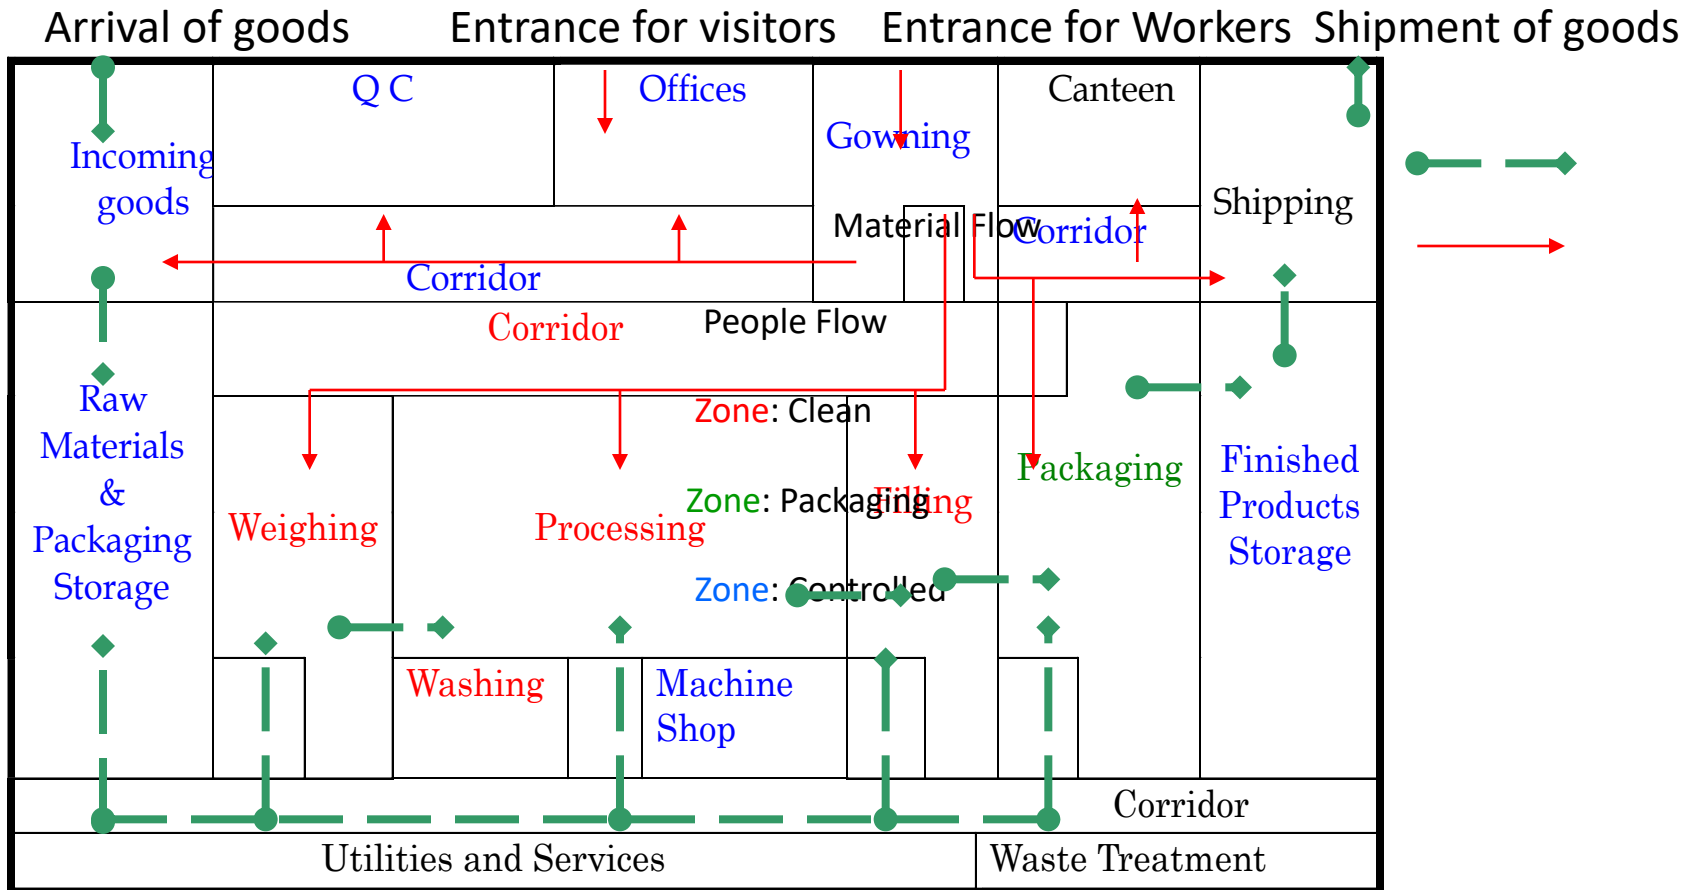 Arrival of goods
Entrance for visitors
Entrance for Workers
Shipment of goods
Q C
Offices
Gowning
Canteen
Incoming
goods
Shipping
Material Flow
Corridor
Corridor
Corridor
People Flow
Raw
Materials
&
Packaging
Storage
Zone: Clean
Packaging
Finished
Products
Storage
Weighing
Processing
Zone: Packaging
Filling
Zone: Controlled
Washing
Machine
Shop
Corridor
Utilities and Services
Waste Treatment